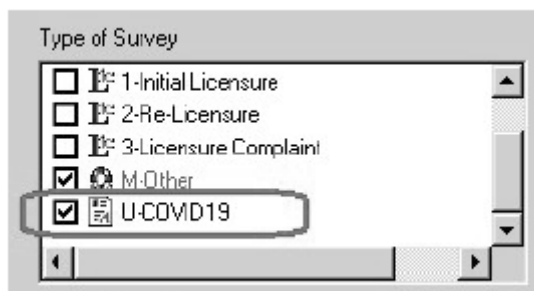 Type of Survey
1-Initial Licensure
2-Re-Licensure
3-Licensure Complaint
M-Other
U-COVID19